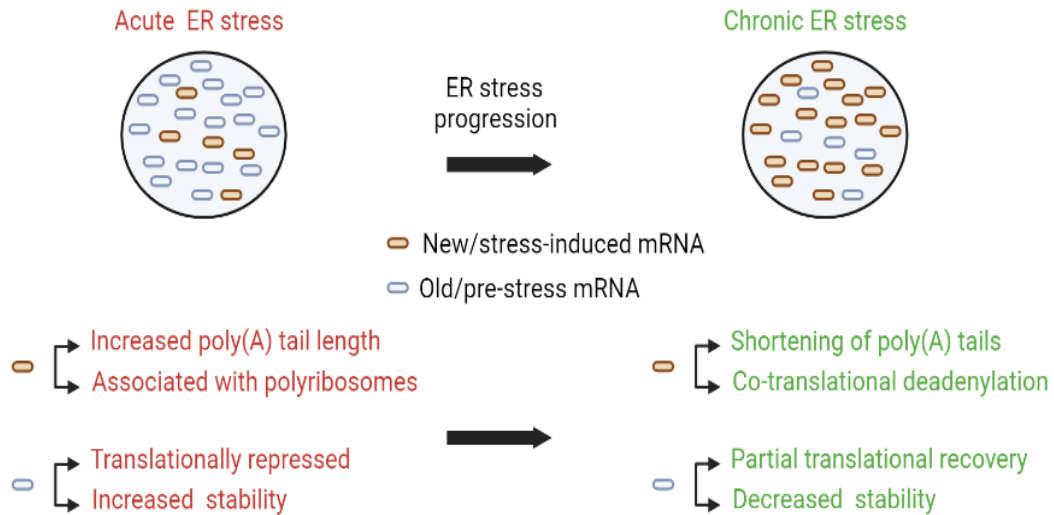 Acute ER stress
Chronic ER stress
ER stress
progression
New/stress-induced mRNA
Old/pre-stress mRNA
Increased poly(A) tail length
Associated with polyribosomes
Shortening of poly(A) tails
Co-translational deadenylation
Translationally repressed
Increased stability
Partial translational recovery
Decreased stability